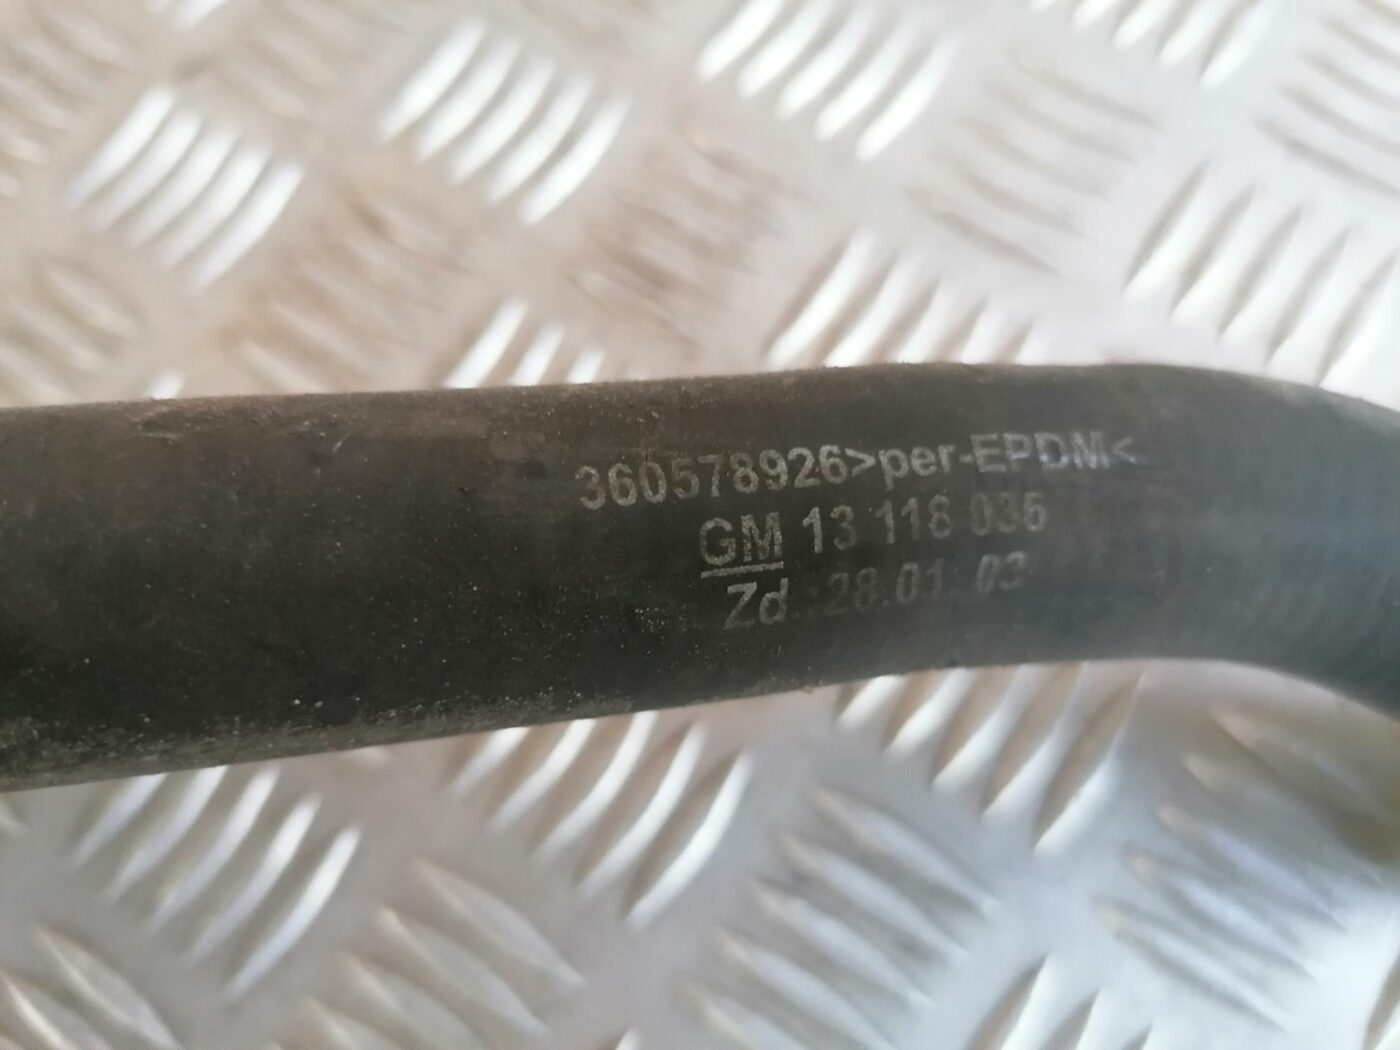 360578926>per-EPDM<
GM 13 118 036
Zd.:28.01.03